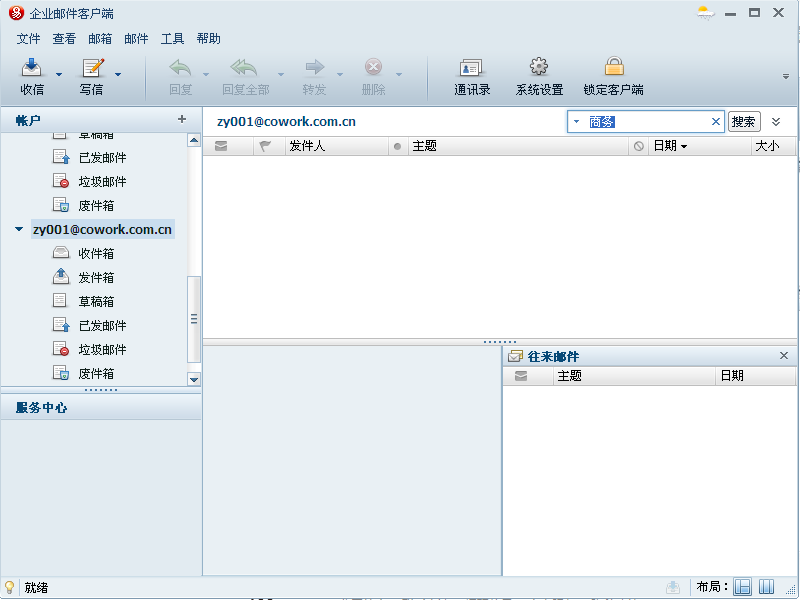 企业邮件客户端
文件 查看 邮箱 邮件 工具 帮助
收信 写信 回复 回复全部 转发 删除 通讯录 系统设置 锁定客户端
帐户 +
zy001@cowork.com.cn 商务 搜索
发件人 主题 日期 大小
草稿箱
已发邮件
垃圾邮件
废件箱
zy001@cowork.com.cn
收件箱
发件箱
草稿箱
已发邮件
垃圾邮件
废件箱
服务中心
往来邮件
主题 日期
就绪 布局：